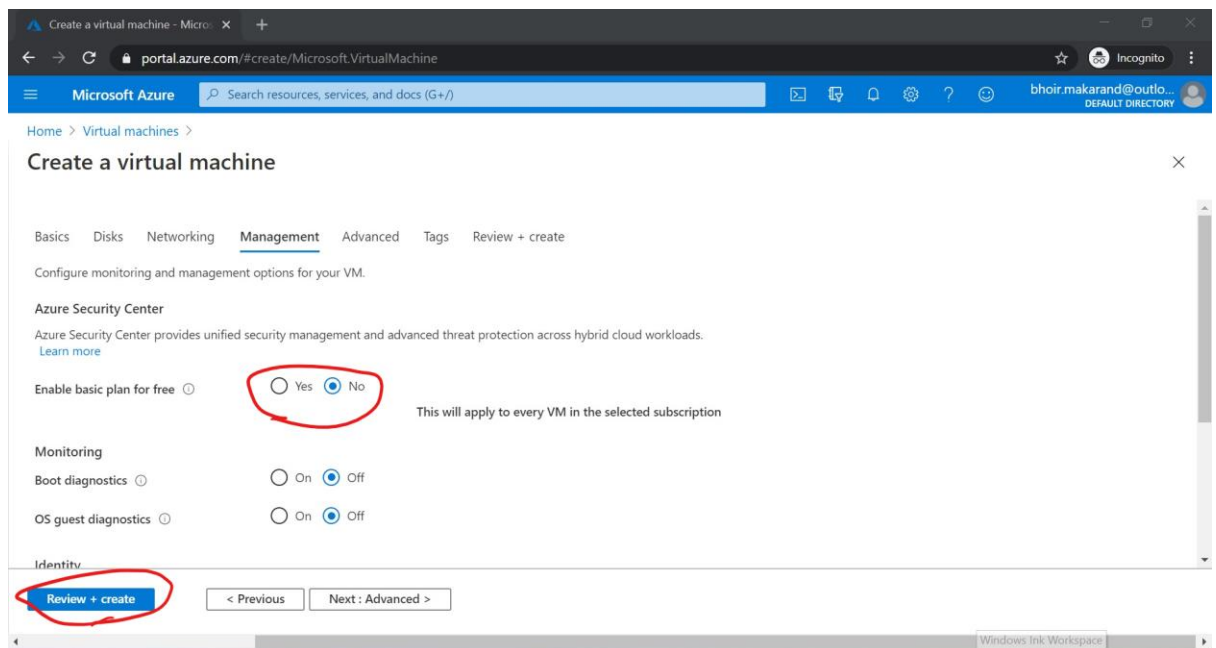 Create a virtual machine - Micros
portal.azure.com/#create/Microsoft.VirtualMachine
Incognito
Microsoft Azure
Search resources, services, and docs (G+/)
bhoir.makarand@outlo...
DEFAULT DIRECTORY
Home > Virtual machines >
Create a virtual machine
Basics Disks Networking Management Advanced Tags Review + create
Configure monitoring and management options for your VM.
Azure Security Center
Azure Security Center provides unified security management and advanced threat protection across hybrid cloud workloads.
Learn more
Enable basic plan for free Yes No
This will apply to every VM in the selected subscription
Monitoring
Boot diagnostics On Off
OS guest diagnostics On Off
Identity
Review + create < Previous Next : Advanced >
Windows Ink Workspace